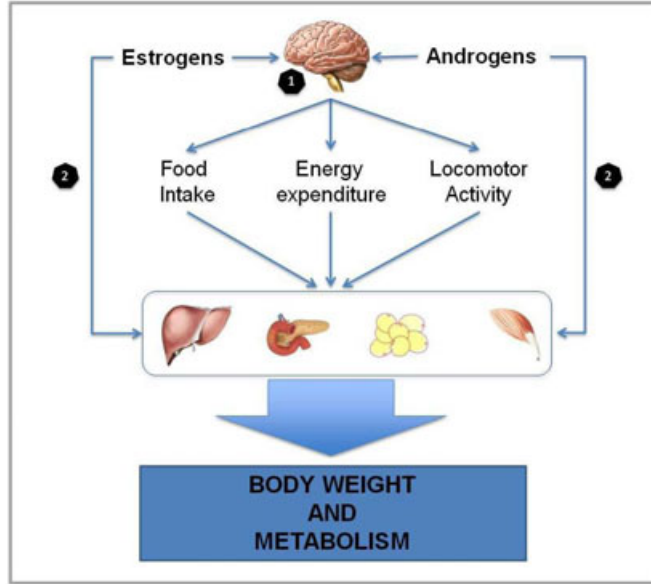 Estrogens
Androgens
1
2
2
Food
Intake
Energy
expenditure
Locomotor
Activity
BODY WEIGHT
AND
METABOLISM